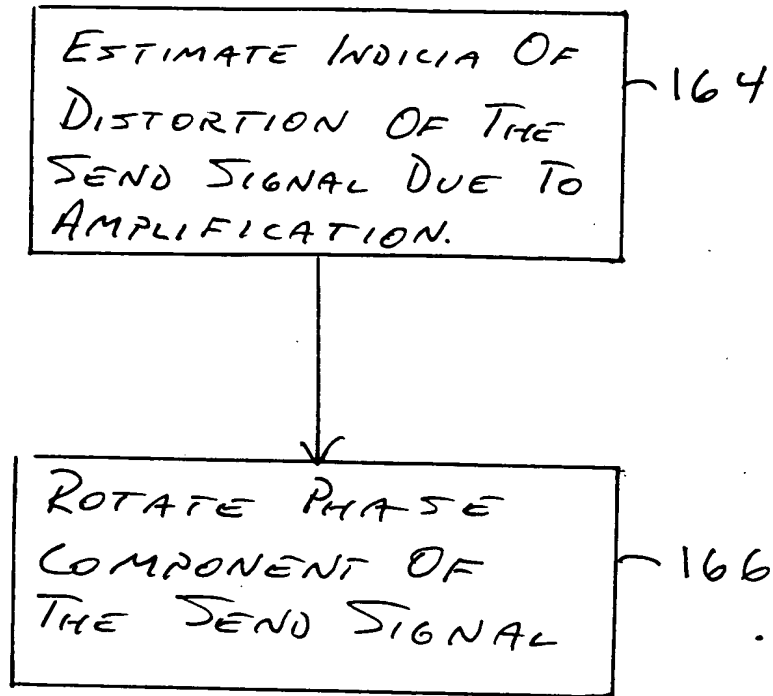 ESTIMATE INDICIA OF
DISTORTION OF THE
SEND SIGNAL DUE TO
AMPLIFICATION.
164
ROTATE PHASE
COMPONENT OF
THE SEND SIGNAL
166